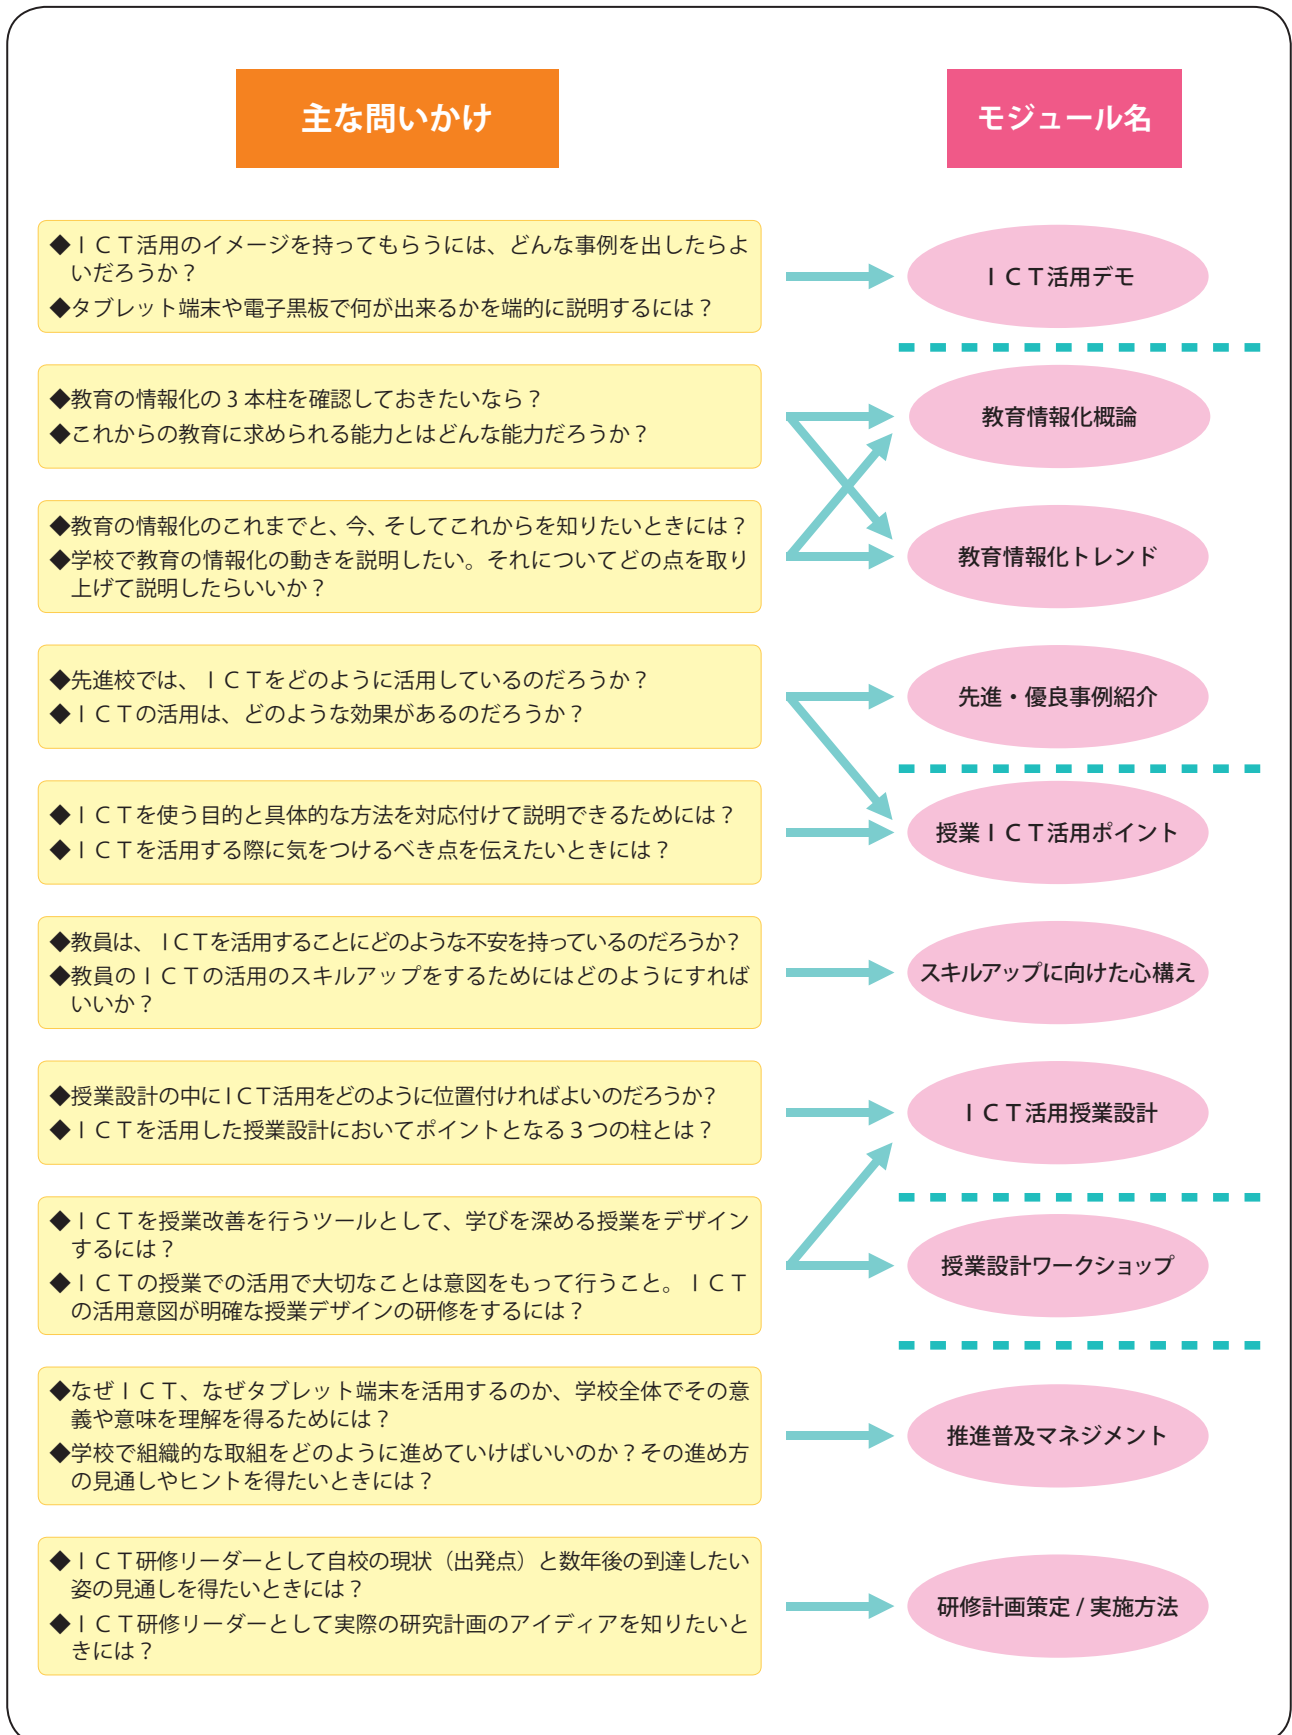 主な問いかけ
モジュール名
◆ＩＣＴ活用のイメージを持ってもらうには、どんな事例を出したらよ
いだろうか？
◆タブレット端末や電子黒板で何が出来るかを端的に説明するには？
ＩＣＴ活用デモ
◆教育の情報化の３本柱を確認しておきたいなら？
◆これからの教育に求められる能力とはどんな能力だろうか？
教育情報化概論
◆教育の情報化のこれまでと、今、そしてこれからを知りたいときには？
◆学校で教育の情報化の動きを説明したい。それについてどの点を取り
上げて説明したらいいか？
教育情報化トレンド
◆先進校では、ＩＣＴをどのように活用しているのだろうか？
◆ＩＣＴの活用は、どのような効果があるのだろうか？
先進・優良事例紹介
◆ＩＣＴを使う目的と具体的な方法を対応付けて説明できるためには？
◆ＩＣＴを活用する際に気をつけるべき点を伝えたいときには？
授業ＩＣＴ活用ポイント
◆教員は、ＩＣＴを活用することにどのような不安を持っているのだろうか？
◆教員のＩＣＴの活用のスキルアップをするためにはどのようにすれば
いいか？
スキルアップに向けた心構え
◆授業設計の中にＩＣＴ活用をどのように位置付ければよいのだろうか？
◆ＩＣＴを活用した授業設計においてポイントとなる３つの柱とは？
ＩＣＴ活用授業設計
◆ＩＣＴを授業改善を行うツールとして、学びを深める授業をデザイン
するには？
◆ＩＣＴの授業での活用で大切なことは意図をもって行うこと。ＩＣＴ
の活用意図が明確な授業デザインの研修をするには？
授業設計ワークショップ
◆なぜＩＣＴ、なぜタブレット端末を活用するのか、学校全体でその意
義や意味を理解を得るためには？
◆学校で組織的な取組をどのように進めていけばいいのか？その進め方
の見通しやヒントを得たいときには？
推進普及マネジメント
◆ＩＣＴ研修リーダーとして自校の現状（出発点）と数年後の到達したい
姿の見通しを得たいときには？
◆ＩＣＴ研修リーダーとして実際の研究計画のアイディアを知りたいと
きには？
研修計画策定 / 実施方法